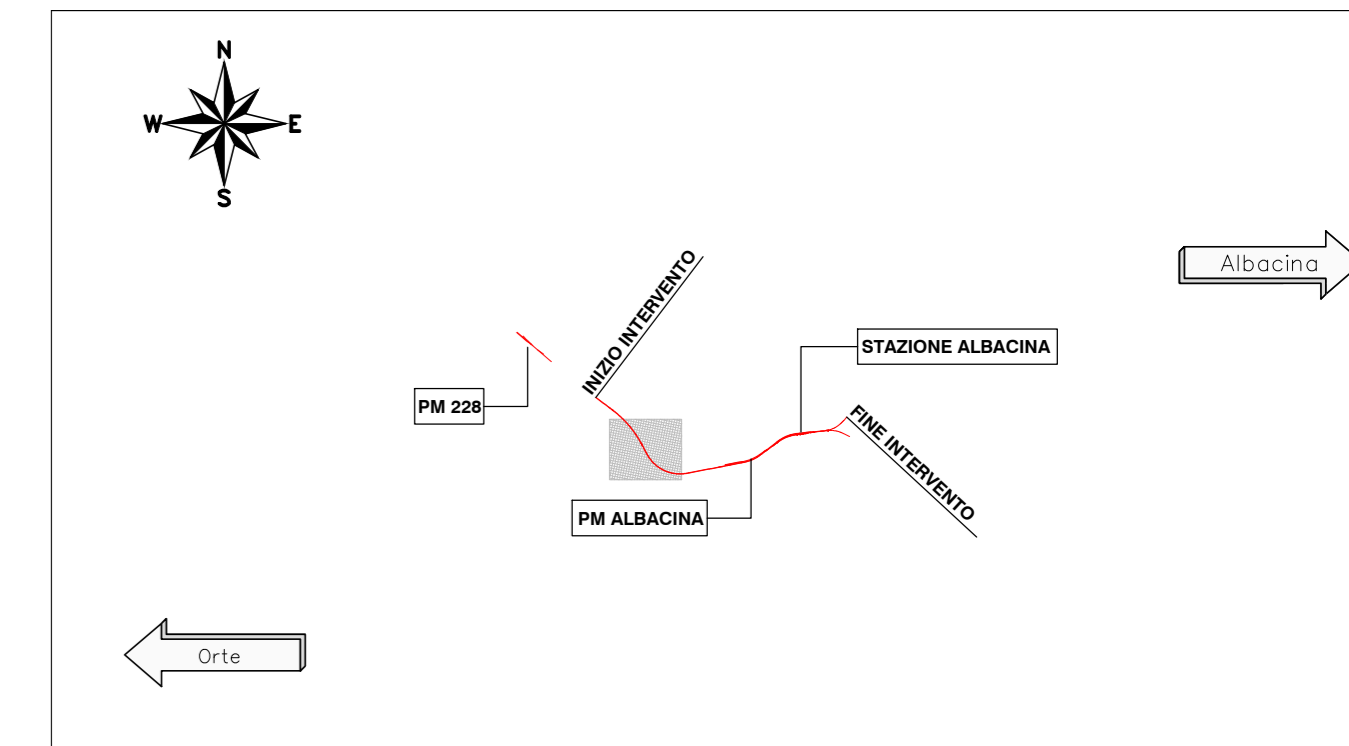 N
W E
S
Albacina
INIZIO INTERVENTO
STAZIONE ALBACINA
PM 228
FINE INTERVENTO
PM ALBACINA
Orte